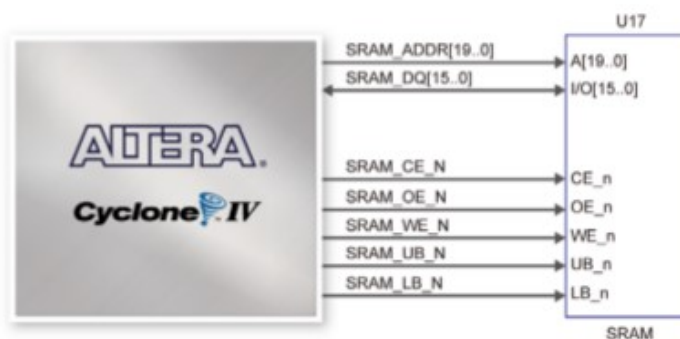 U17
SRAM_ADDR[19..0]
A[19..0]
SRAM_DQ[15..0]
I/O[15..0]
ALTERA.
Cyclone IV
SRAM_CE_N
CE_n
SRAM_OE_N
OE_n
SRAM_WE_N
WE_n
SRAM_UB_N
UB_n
SRAM_LB_N
LB_n
SRAM